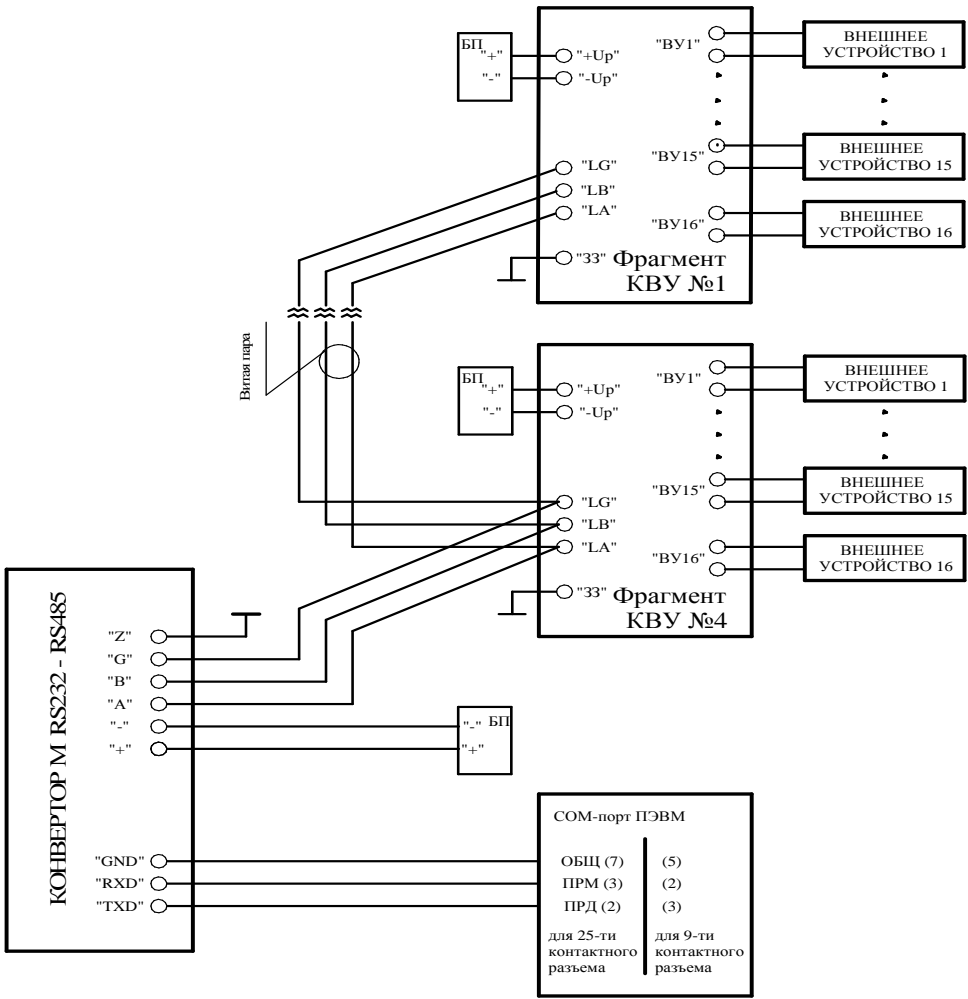 БП
"+"
"-"
"+Up"
"-Up"
"LG"
"LB"
"LA"
"ЗЗ"
Фрагмент
КВУ №1
"ВУ1"
"ВУ15"
"ВУ16"
ВНЕШНЕЕ
УСТРОЙСТВО 1
ВНЕШНЕЕ
УСТРОЙСТВО 15
ВНЕШНЕЕ
УСТРОЙСТВО 16
Витая пара
БП
"+"
"-"
"+Up"
"-Up"
"LG"
"LB"
"LA"
"ЗЗ"
Фрагмент
КВУ №4
"ВУ1"
"ВУ15"
"ВУ16"
ВНЕШНЕЕ
УСТРОЙСТВО 1
ВНЕШНЕЕ
УСТРОЙСТВО 15
ВНЕШНЕЕ
УСТРОЙСТВО 16
КОНВЕРТОР М RS232 - RS485
"Z"
"G"
"B"
"A"
"-"
"+"
"GND"
"RXD"
"TXD"
"-" БП
"+"
COM-порт ПЭВМ
ОБЩ (7) (5)
ПРМ (3) (2)
ПРД (2) (3)
для 25-ти
контактного
разъема
для 9-ти
контактного
разъема